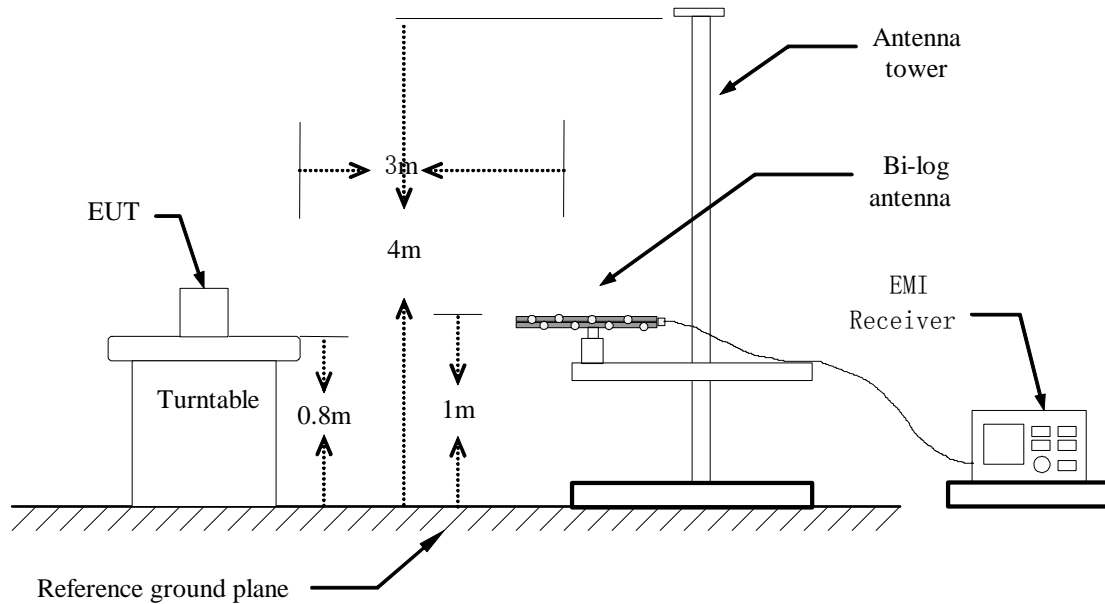 Antenna
tower
3m
Bi-log
antenna
EUT
4m
EMI
Receiver
Turntable
0.8m
1m
Reference ground plane